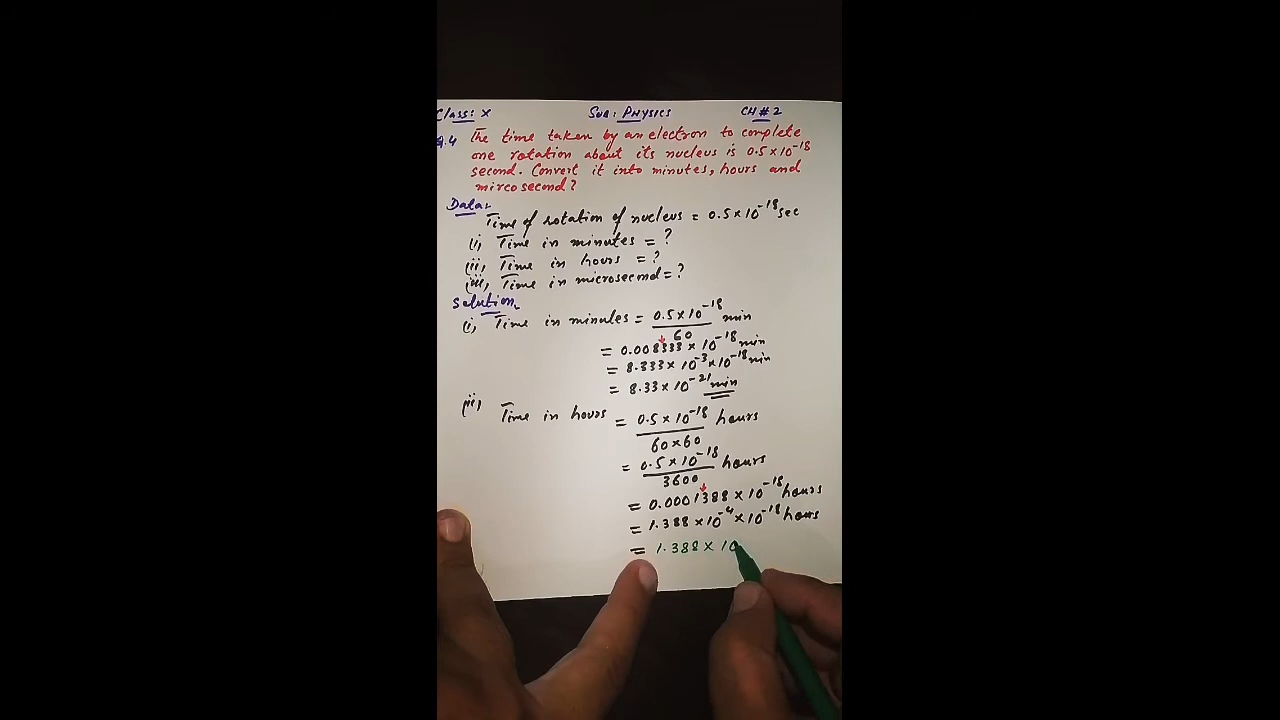 Class: X Sub: Physics CH # 2
Q.4 The time taken by an electron to complete
one rotation about its nucleus is 0.5×10⁻¹⁸
second. Convert it into minutes, hours and
mircosecond?
Data:
Time of rotation of nucleus = 0.5×10⁻¹⁸ sec
(i) Time in minutes = ?
(ii) Time in hours = ?
(iii) Time in microsecond = ?
Solution
(i) Time in minutes = 0.5×10⁻¹⁸ min
60
= 0.008333 × 10⁻¹⁸ min
= 8.333 × 10⁻³ × 10⁻¹⁸ min
= 8.33 × 10⁻²¹ min
(ii) Time in hours = 0.5 × 10⁻¹⁸ hours
60×60
= 0.5 × 10⁻¹⁸ hours
3600
= 0.0001388 × 10⁻¹⁸ hours
= 1.388 × 10⁻⁴ × 10⁻¹⁸ hours
= 1.388 × 10